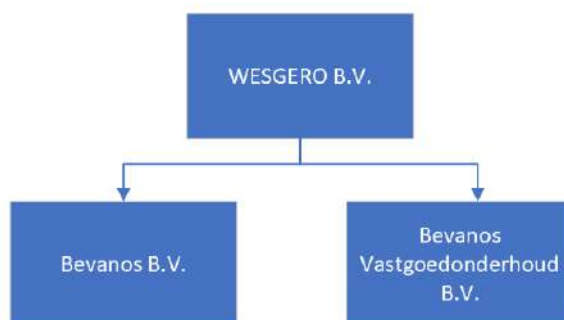 WESGERO B.V.
Bevanos B.V.
Bevanos
Vastgoedonderhoud
B.V.